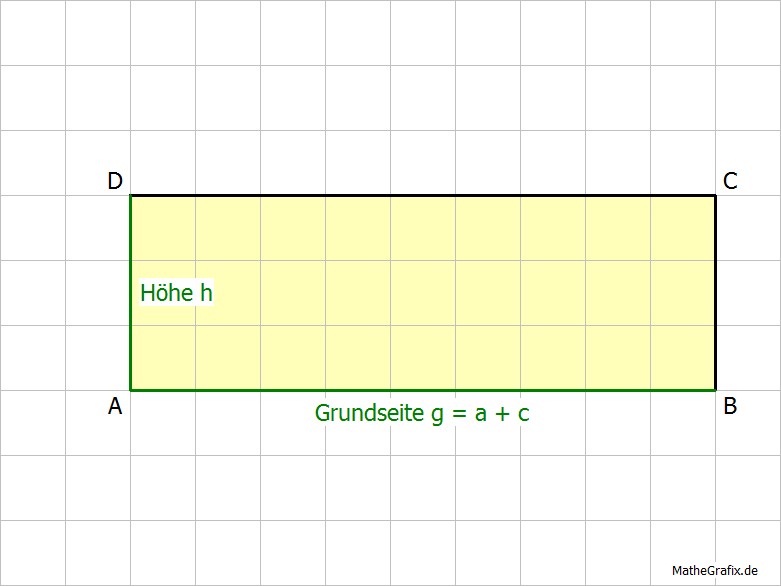 D
C
Höhe h
A
B
Grundseite g = a + c
MatheGrafix.de